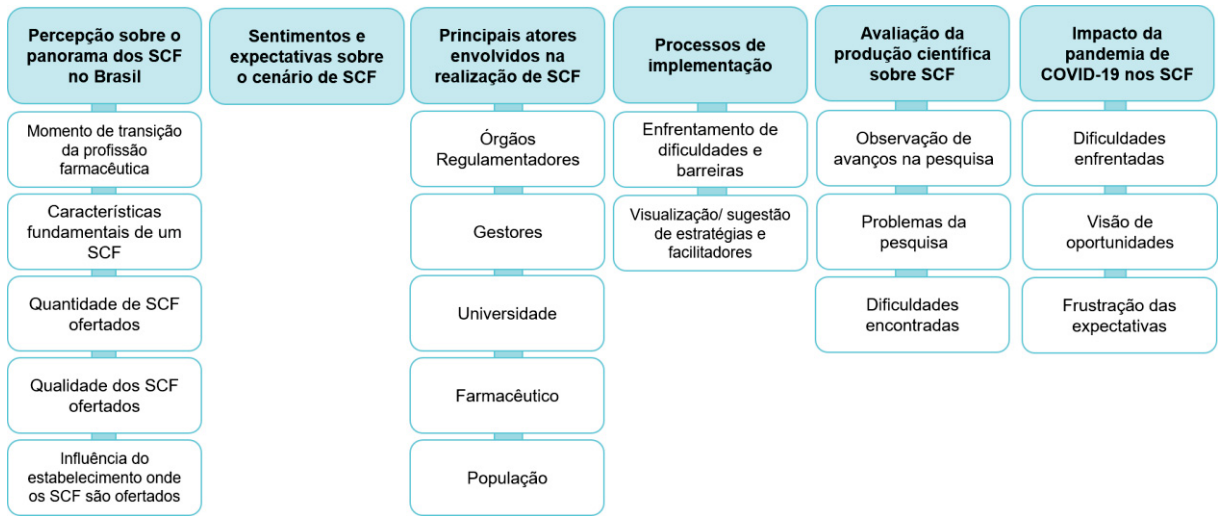 Percepção sobre o
panorama dos SCF
no Brasil
Momento de transição
da profissão
farmacêutica
Características
fundamentais de um
SCF
Quantidade de SCF
ofertados
Qualidade dos SCF
ofertados
Influência do
estabelecimento onde
os SCF são ofertados
Sentimentos e
expectativas sobre
o cenário de SCF
Principais atores
envolvidos na
realização de SCF
Órgãos
Regulamentadores
Gestores
Universidade
Farmacêutico
População
Processos de
implementação
Enfrentamento de
dificuldades e
barreiras
Visualização/ sugestão
de estratégias e
facilitadores
Avaliação da
produção científica
sobre SCF
Observação de
avanços na pesquisa
Problemas da
pesquisa
Dificuldades
encontradas
Impacto da
pandemia de
COVID-19 nos SCF
Dificuldades
enfrentadas
Visão de
oportunidades
Frustração das
expectativas